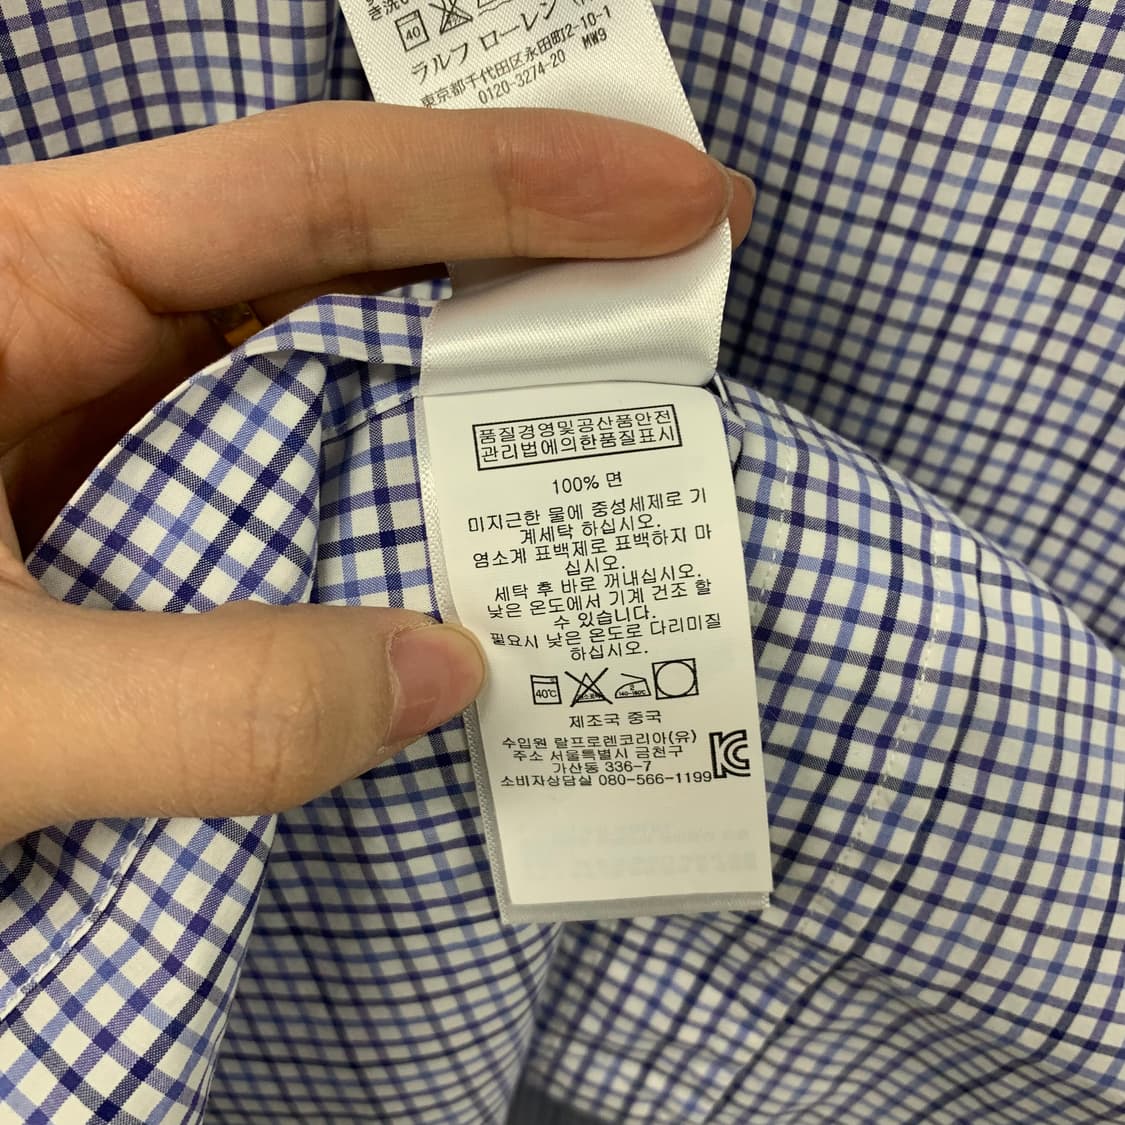 き洗い
40
ラルフ ローレン
東京都千代田区永田町2-10-1
0120-3274-20
MW9
품질경영및공산품안전
관리법에의한품질표시
100% 면
미지근한 물에 중성세제로 기
계세탁 하십시오.
염소계 표백제로 표백하지 마
십시오.
세탁 후 바로 꺼내십시오.
낮은 온도에서 기계 건조 할
수 있습니다.
필요시 낮은 온도로 다리미질
하십시오.
40℃
제조국 중국
수입원 랄프로렌코리아(유)
주소 서울특별시 금천구
가산동 336-7
소비자상담실 080-566-1199